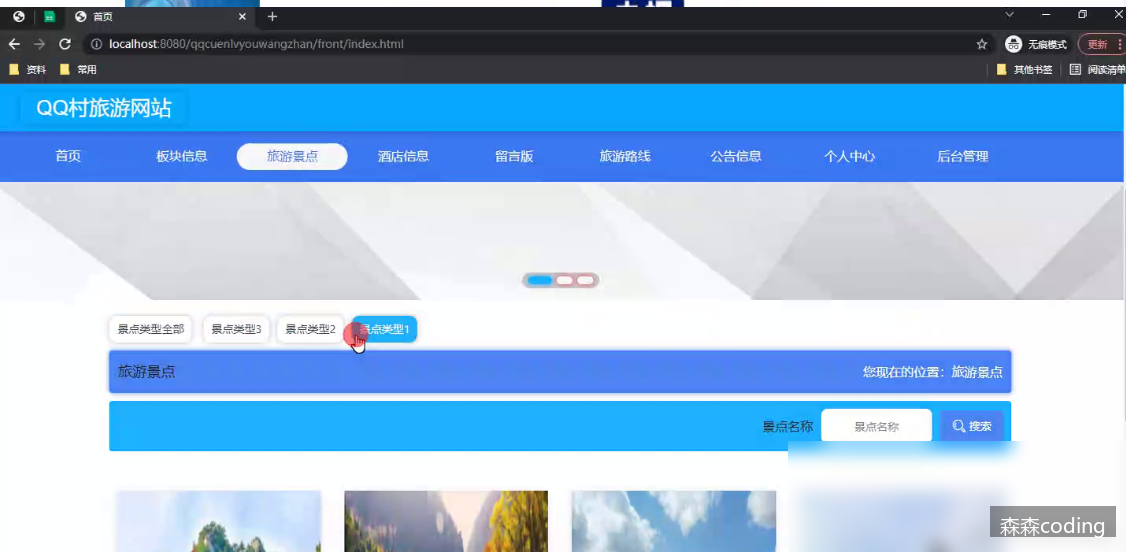 首页
localhost:8080/qqcuenlvyouwangzhan/front/index.html
无痕模式
更新
资料
常用
其他书签
阅读清单
QQ村旅游网站
首页
板块信息
旅游景点
酒店信息
留言版
旅游路线
公告信息
个人中心
后台管理
景点类型全部
景点类型3
景点类型2
景点类型1
旅游景点
您现在的位置：旅游景点
景点名称
景点名称
搜索
森森coding